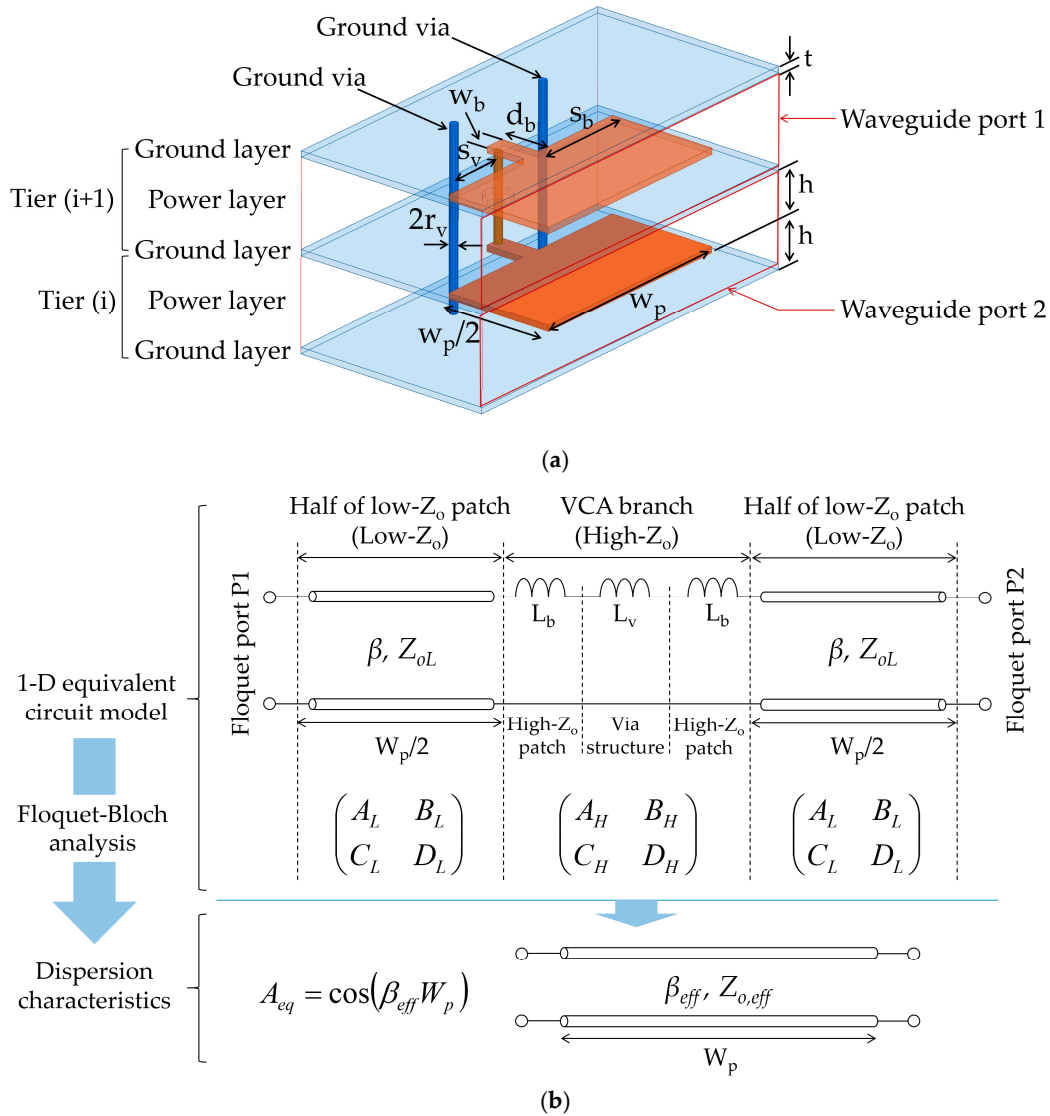 Ground via
Ground via
w_b
d_b
s_b
s_v
t
Waveguide port 1
Ground layer
Tier (i+1)
Power layer
2r_v
h
Ground layer
h
Tier (i)
Power layer
w_p
w_p/2
Waveguide port 2
Ground layer
(a)
Half of low-Z_o patch
(Low-Z_o)
VCA branch
(High-Z_o)
Half of low-Z_o patch
(Low-Z_o)
Floquet port P1
Floquet port P2
L_b
L_v
L_b
β, Z_oL
β, Z_oL
1-D equivalent
circuit model
High-Z_o
patch
Via
structure
High-Z_o
patch
W_p/2
W_p/2
Floquet-Bloch
analysis
(A_L B_L
C_L D_L)
(A_H B_H
C_H D_H)
(A_L B_L
C_L D_L)
Dispersion
characteristics
A_eq = cos(β_eff W_p)
β_eff, Z_o,eff
W_p
(b)